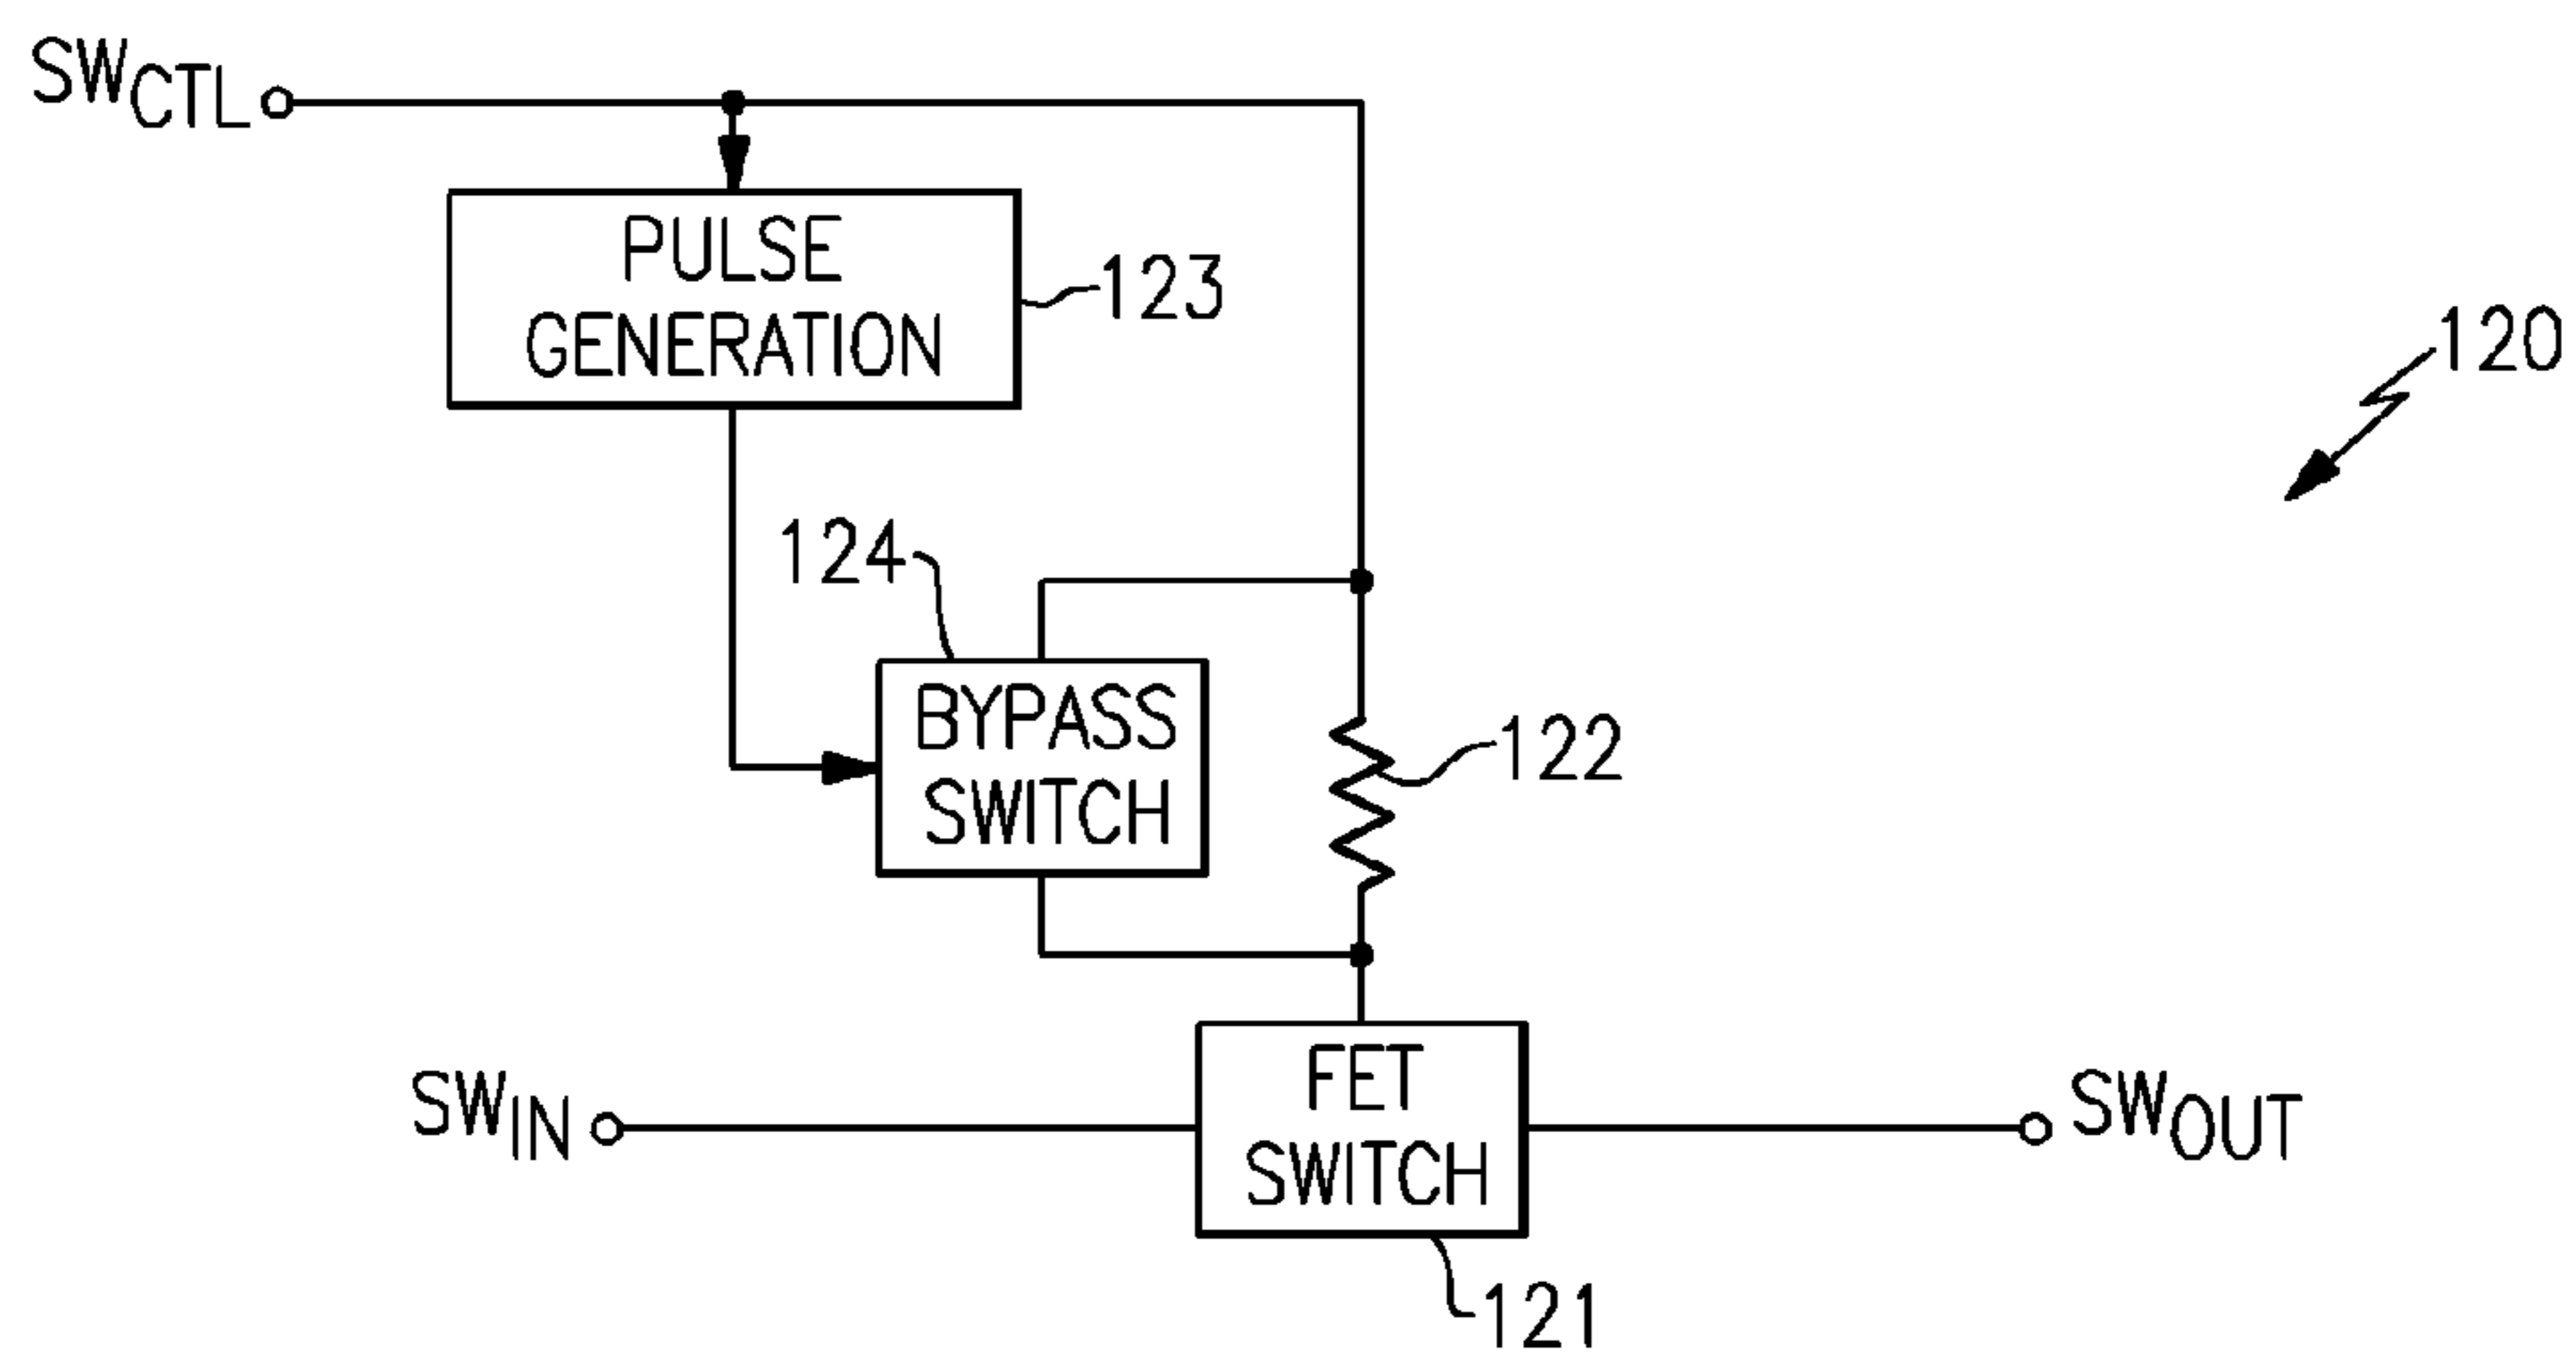 SWCTL
PULSE
GENERATION
123
120
124
BYPASS
SWITCH
122
SWIN
FET
SWITCH
SWOUT
121